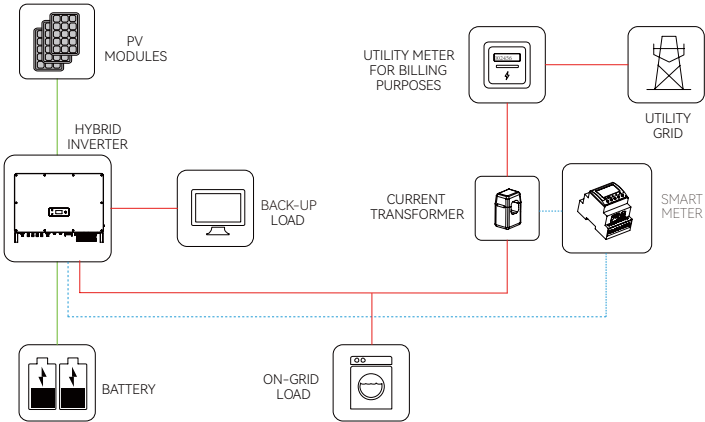 PV
MODULES
UTILITY METER
FOR BILLING
PURPOSES
UTILITY
GRID
HYBRID
INVERTER
BACK-UP
LOAD
CURRENT
TRANSFORMER
SMART
METER
BATTERY
ON-GRID
LOAD